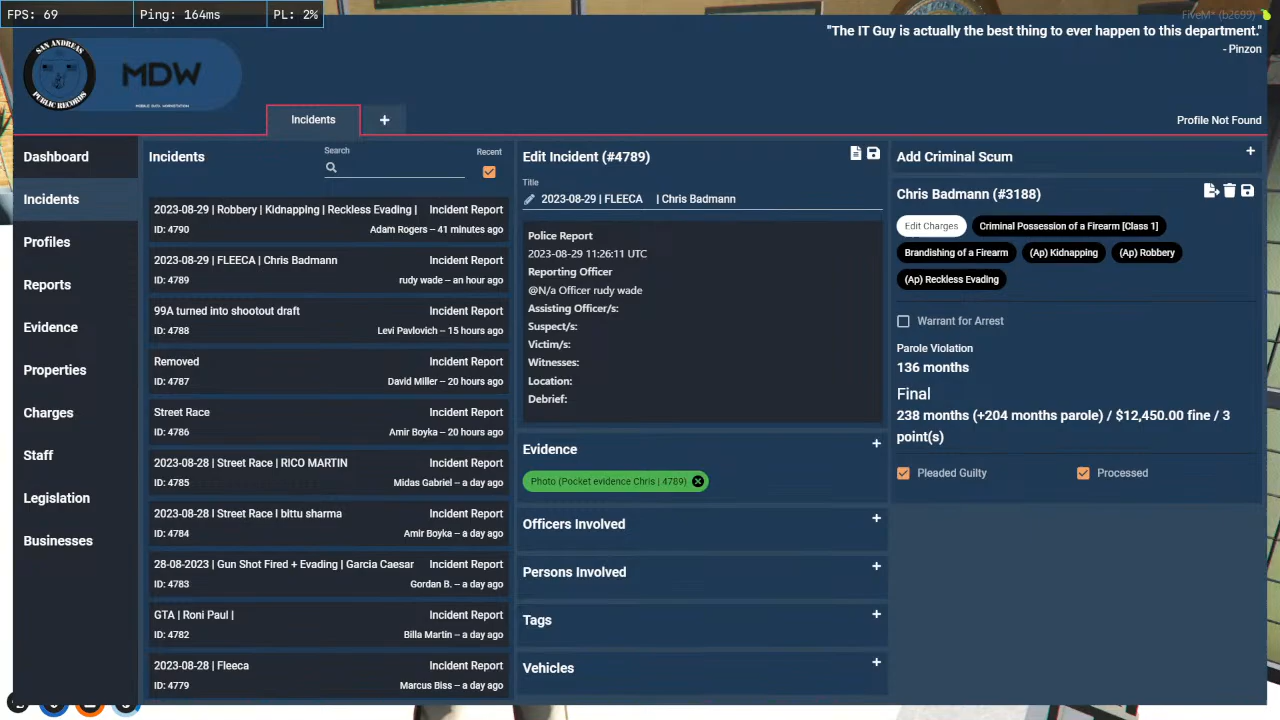 FPS: 69
Ping: 164ms
PL: 2%
FiveM* (b2699)
"The IT Guy is actually the best thing to ever happen to this department."
- Pinzon
SAN ANDREAS
PUBLIC RECORDS
MDW
MOBILE DATA WORKSTATION
Incidents
+
Profile Not Found
Dashboard
Incidents
Profiles
Reports
Evidence
Properties
Charges
Staff
Legislation
Businesses
Incidents
Search
Recent
2023-08-29 | Robbery | Kidnapping | Reckless Evading | Incident Report
ID: 4790 Adam Rogers – 41 minutes ago
2023-08-29 | FLEECA | Chris Badmann Incident Report
ID: 4789 rudy wade – an hour ago
99A turned into shootout draft Incident Report
ID: 4788 Levi Pavlovich – 15 hours ago
Removed Incident Report
ID: 4787 David Miller – 20 hours ago
Street Race Incident Report
ID: 4786 Amir Boyka – 20 hours ago
2023-08-28 | Street Race | RICO MARTIN Incident Report
ID: 4785 Midas Gabriel – a day ago
2023-08-28 | Street Race I bittu sharma Incident Report
ID: 4784 Amir Boyka – a day ago
28-08-2023 | Gun Shot Fired + Evading | Garcia Caesar Incident Report
ID: 4783 Gordan B. – a day ago
GTA | Roni Paul | Incident Report
ID: 4782 Billa Martin – a day ago
2023-08-28 | Fleeca Incident Report
ID: 4779 Marcus Biss – a day ago
Edit Incident (#4789)
Title
2023-08-29 | FLEECA | Chris Badmann
Police Report
2023-08-29 11:26:11 UTC
Reporting Officer
@N/a Officer rudy wade
Assisting Officer/s:
Suspect/s:
Victim/s:
Witnesses:
Location:
Debrief:
Evidence +
Photo (Pocket evidence Chris | 4789)
Officers Involved +
Persons Involved +
Tags +
Vehicles +
Add Criminal Scum +
Chris Badmann (#3188)
Edit Charges Criminal Possession of a Firearm [Class 1]
Brandishing of a Firearm (Ap) Kidnapping (Ap) Robbery
(Ap) Reckless Evading
Warrant for Arrest
Parole Violation
136 months
Final
238 months (+204 months parole) / $12,450.00 fine / 3
point(s)
Pleaded Guilty Processed